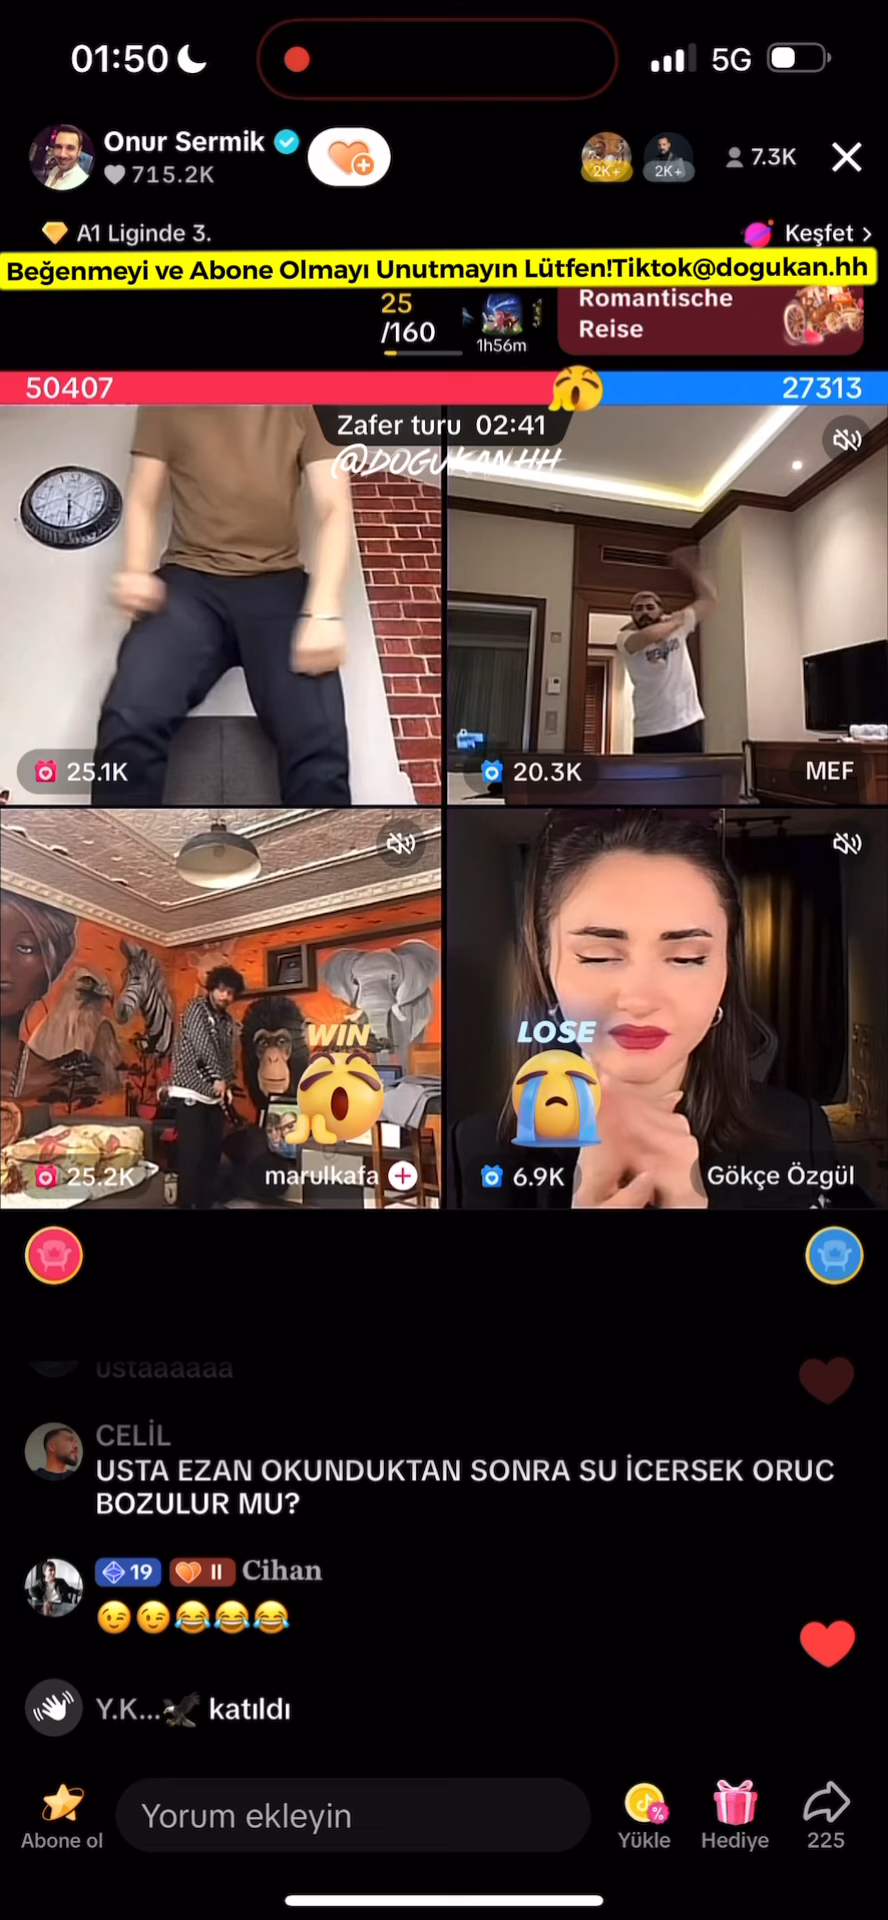 01:50
5G
Onur Sermik
715.2K
2K+
2K+
7.3K
A1 Liginde 3.
Keşfet
Beğenmeyi ve Abone Olmayı Unutmayın Lütfen!Tiktok@dogukan.hh
25
/160
1h56m
Romantische
Reise
50407
27313
Zafer turu 02:41
@DOGUKAN.HH
25.1K
20.3K
MEF
WIN
LOSE
25.2K
marulkafa
6.9K
Gökçe Özgül
ustaaaaaa
CELİL
USTA EZAN OKUNDUKTAN SONRA SU İCERSEK ORUC
BOZULUR MU?
19
II
Cihan
😉😉😂😂😂
Y.K...🦅 katıldı
Abone ol
Yorum ekleyin
Yükle
Hediye
225